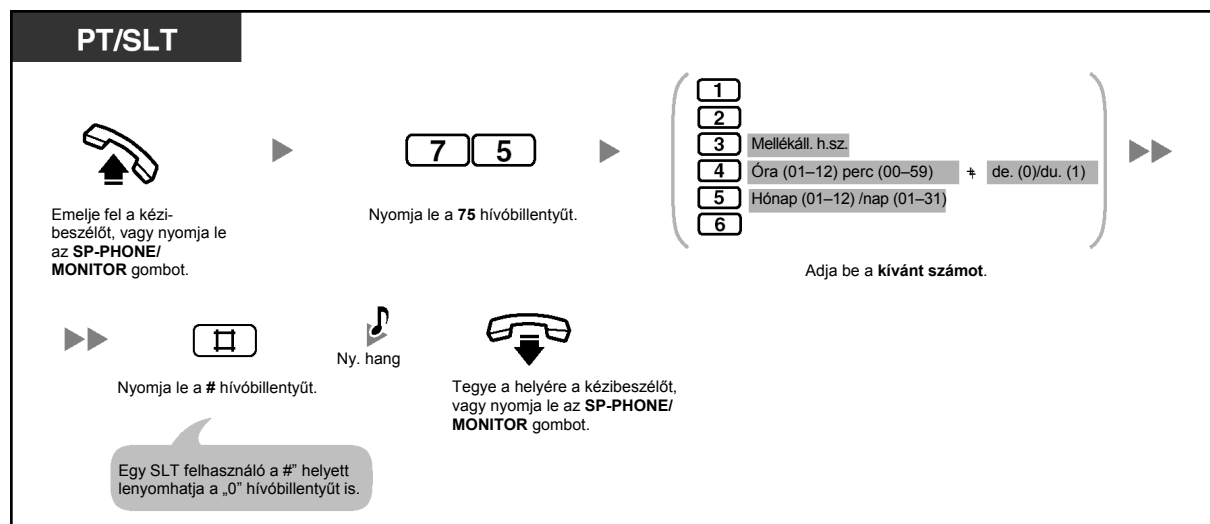 PT/SLT
1
2
3 Mellékáll. h.sz.
4 Óra (01–12) perc (00–59) + de. (0)/du. (1)
5 Hónap (01–12) /nap (01–31)
6
7 5
Emelje fel a kézi-
beszélőt, vagy nyomja le
az SP-PHONE/
MONITOR gombot.
Nyomja le a 75 hívóbillentyűt.
Adja be a kívánt számot.
#
Ny. hang
Nyomja le a # hívóbillentyűt.
Tegye a helyére a kézibeszélőt,
vagy nyomja le az SP-PHONE/
MONITOR gombot.
Egy SLT felhasználó a #” helyett
lenyomhatja a „0” hívóbillentyűt is.